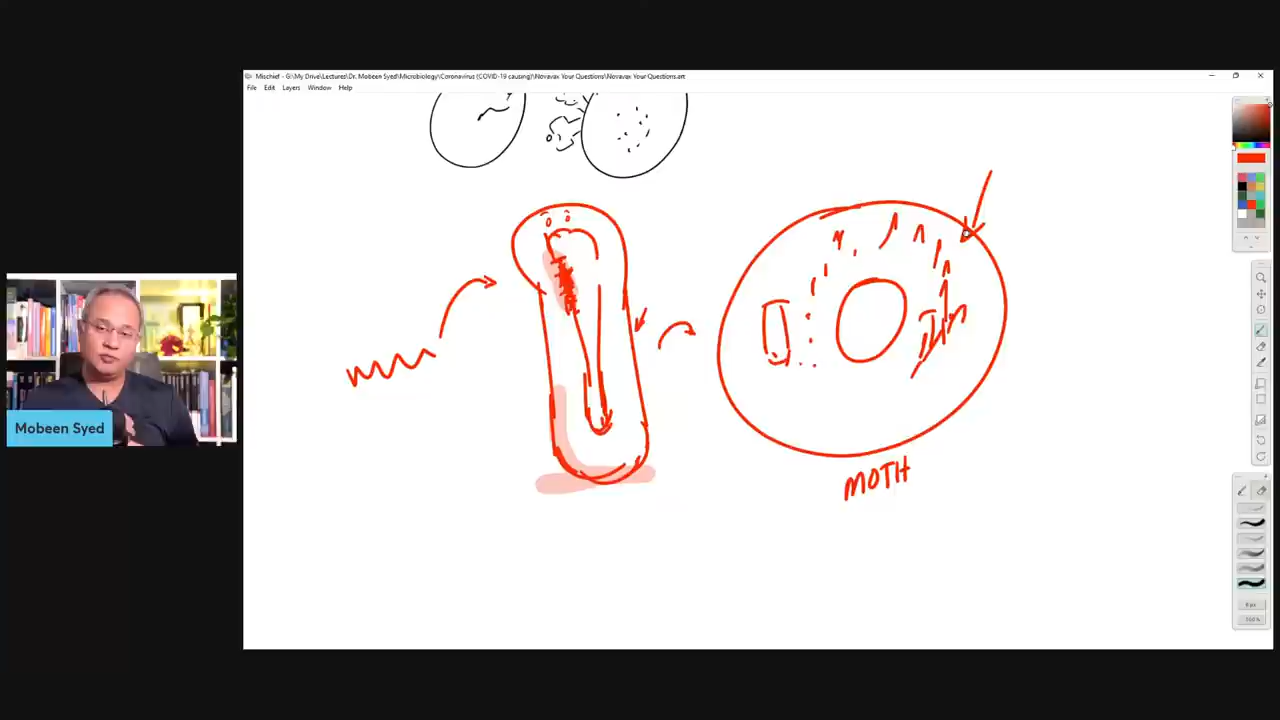 Mischief - G:\My Drive\Lectures\Dr. Mobeen Syed\Microbiology\Coronavirus (COVID-19 causing)\Novavax Your Questions\Novavax Your Questions.art
File Edit Layers Window Help
Mobeen Syed
MOTH